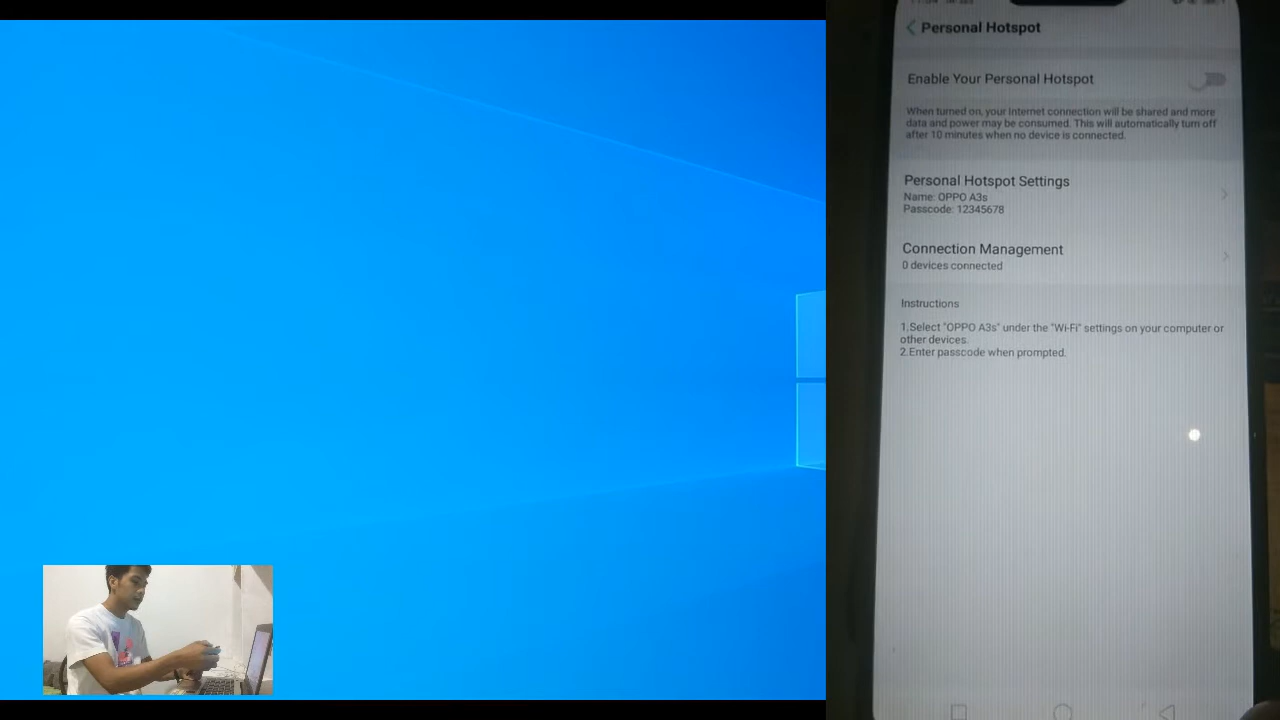 Personal Hotspot
Enable Your Personal Hotspot
When turned on, your Internet connection will be shared and more
data and power may be consumed. This will automatically turn off
after 10 minutes when no device is connected.
Personal Hotspot Settings
Name: OPPO A3s
Passcode: 12345678
Connection Management
0 devices connected
Instructions
1.Select "OPPO A3s" under the "Wi-Fi" settings on your computer or
other devices.
2.Enter passcode when prompted.